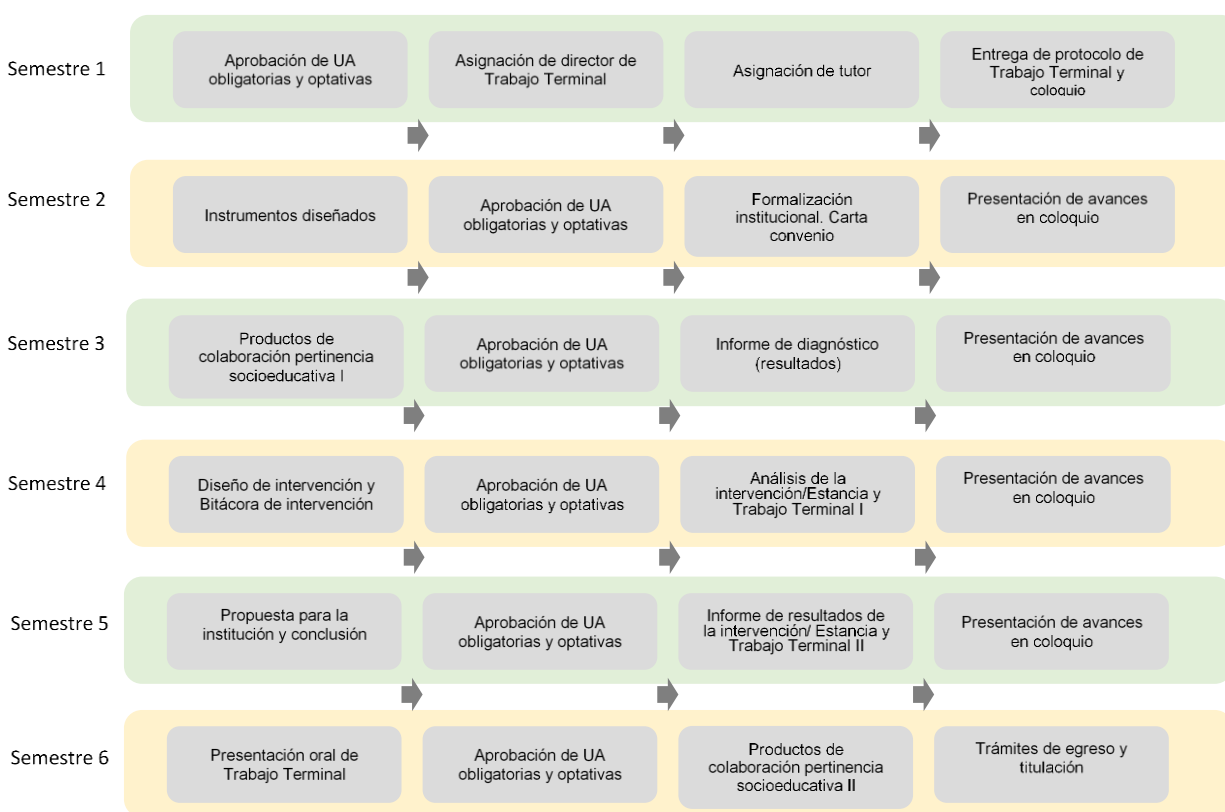 Semestre 1
Aprobación de UA
obligatorias y optativas
Asignación de director de
Trabajo Terminal
Asignación de tutor
Entrega de protocolo de
Trabajo Terminal y
coloquio
Semestre 2
Instrumentos diseñados
Aprobación de UA
obligatorias y optativas
Formalización
institucional. Carta
convenio
Presentación de avances
en coloquio
Semestre 3
Productos de
colaboración pertinencia
socioeducativa I
Aprobación de UA
obligatorias y optativas
Informe de diagnóstico
(resultados)
Presentación de avances
en coloquio
Semestre 4
Diseño de intervención y
Bitácora de intervención
Aprobación de UA
obligatorias y optativas
Análisis de la
intervención/Estancia y
Trabajo Terminal I
Presentación de avances
en coloquio
Semestre 5
Propuesta para la
institución y conclusión
Aprobación de UA
obligatorias y optativas
Informe de resultados de
la intervención/ Estancia y
Trabajo Terminal II
Presentación de avances
en coloquio
Semestre 6
Presentación oral de
Trabajo Terminal
Aprobación de UA
obligatorias y optativas
Productos de
colaboración pertinencia
socioeducativa II
Trámites de egreso y
titulación